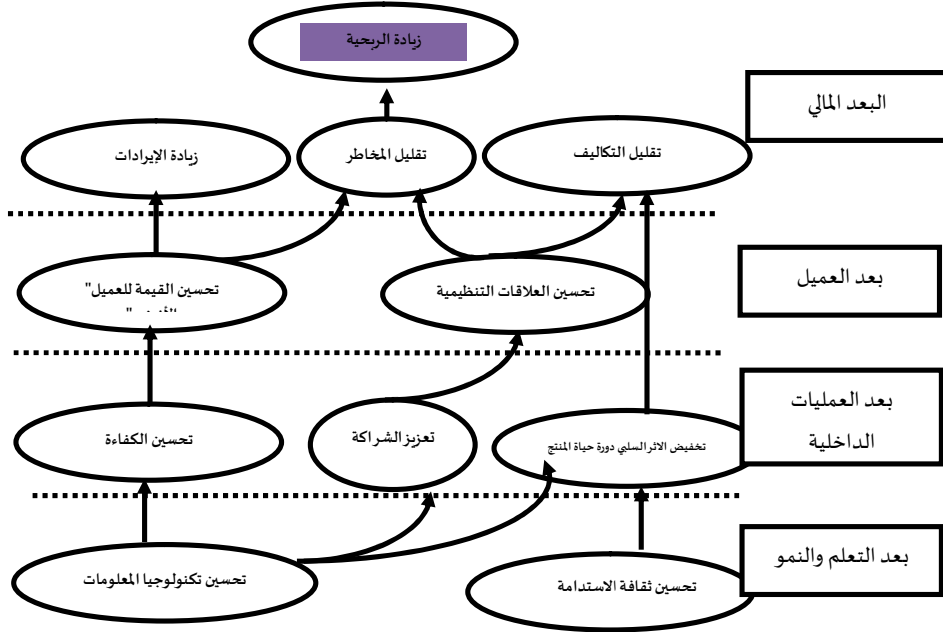 زيادة الربحية
البعد المالي
تقليل التكاليف
تقليل المخاطر
زيادة الإيرادات
بعد العميل
تحسين العلاقات التنظيمية
تحسين القيمة للعميل"
بعد العمليات
الداخلية
تخفيض الاثر السلبي دورة حياة المنتج
تعزيز الشراكة
تحسين الكفاءة
بعد التعلم والنمو
تحسين ثقافة الاستدامة
تحسين تكنولوجيا المعلومات